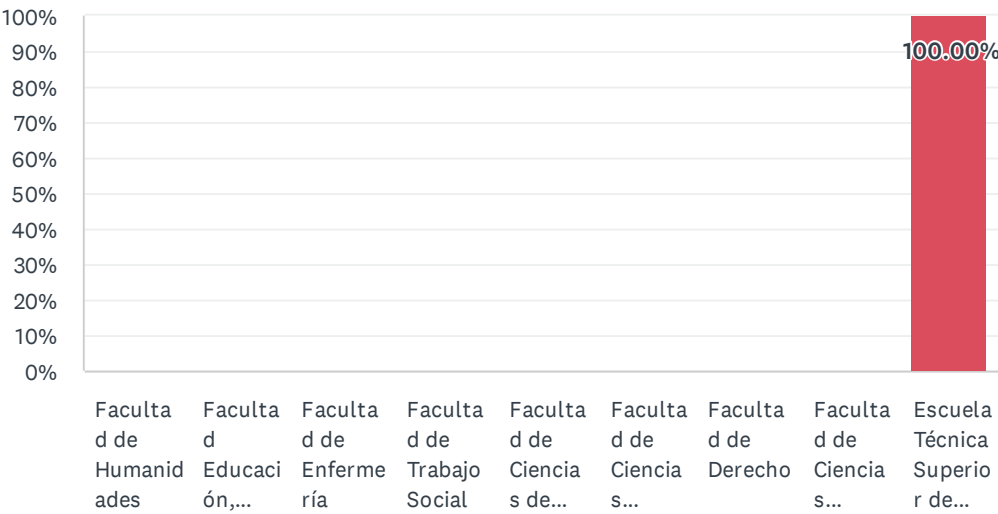 100%
90%
80%
70%
60%
50%
40%
30%
20%
10%
0%
100.00%
Faculta
d de
Humanid
ades
Faculta
d
Educaci
ón,...
Faculta
d de
Enferme
ría
Faculta
d de
Trabajo
Social
Faculta
d de
Ciencia
s de...
Faculta
d de
Ciencia
s...
Faculta
d de
Derecho
Faculta
d de
Ciencia
s...
Escuela
Técnica
Superio
r de...